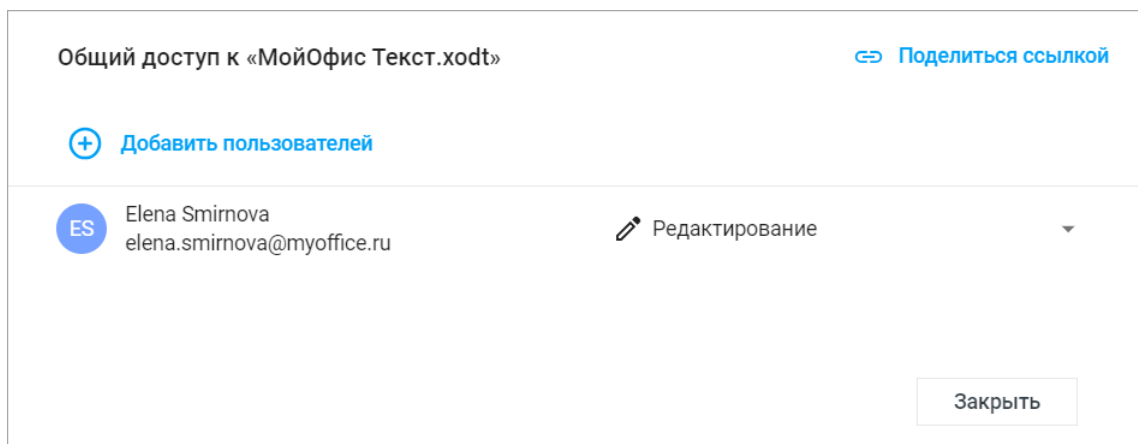 Общий доступ к «МойОфис Текст.xodt»
Поделиться ссылкой
Добавить пользователей
ES
Elena Smirnova
elena.smirnova@myoffice.ru
Редактирование
Закрыть